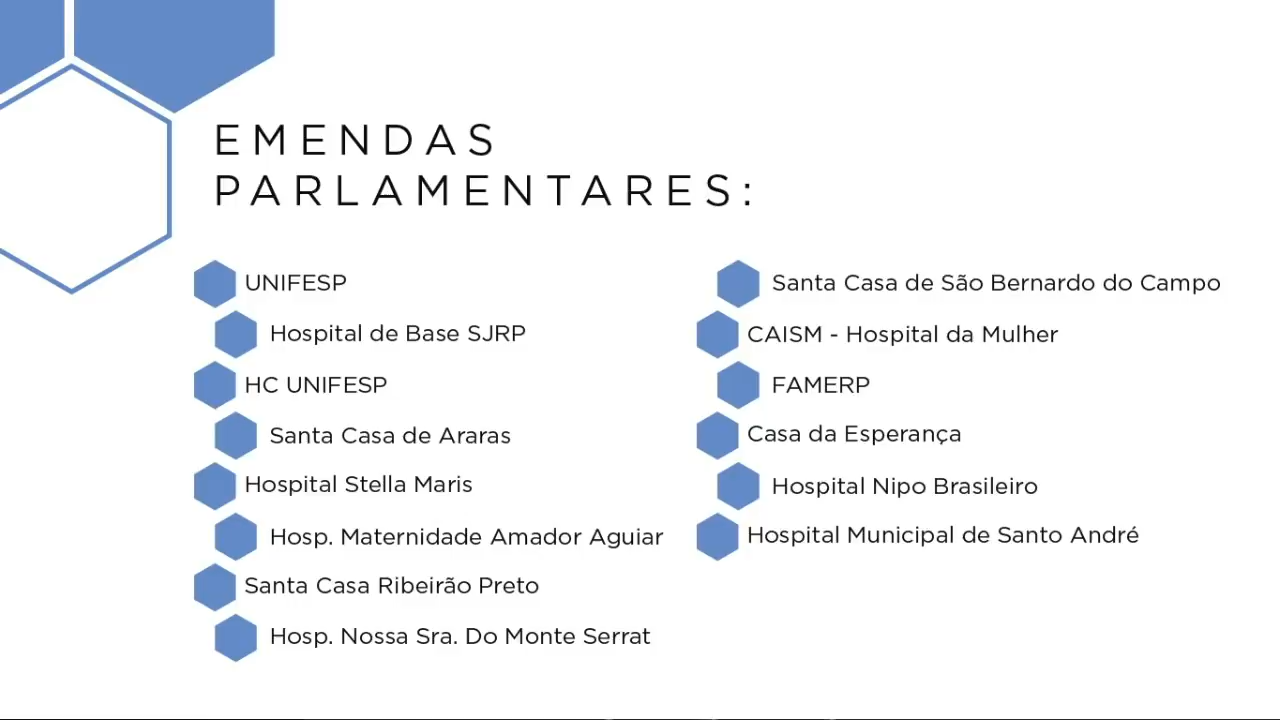 EMENDAS
PARLAMENTARES:
UNIFESP
Hospital de Base SJRP
HC UNIFESP
Santa Casa de Araras
Hospital Stella Maris
Hosp. Maternidade Amador Aguiar
Santa Casa Ribeirão Preto
Hosp. Nossa Sra. Do Monte Serrat
Santa Casa de São Bernardo do Campo
CAISM - Hospital da Mulher
FAMERP
Casa da Esperança
Hospital Nipo Brasileiro
Hospital Municipal de Santo André